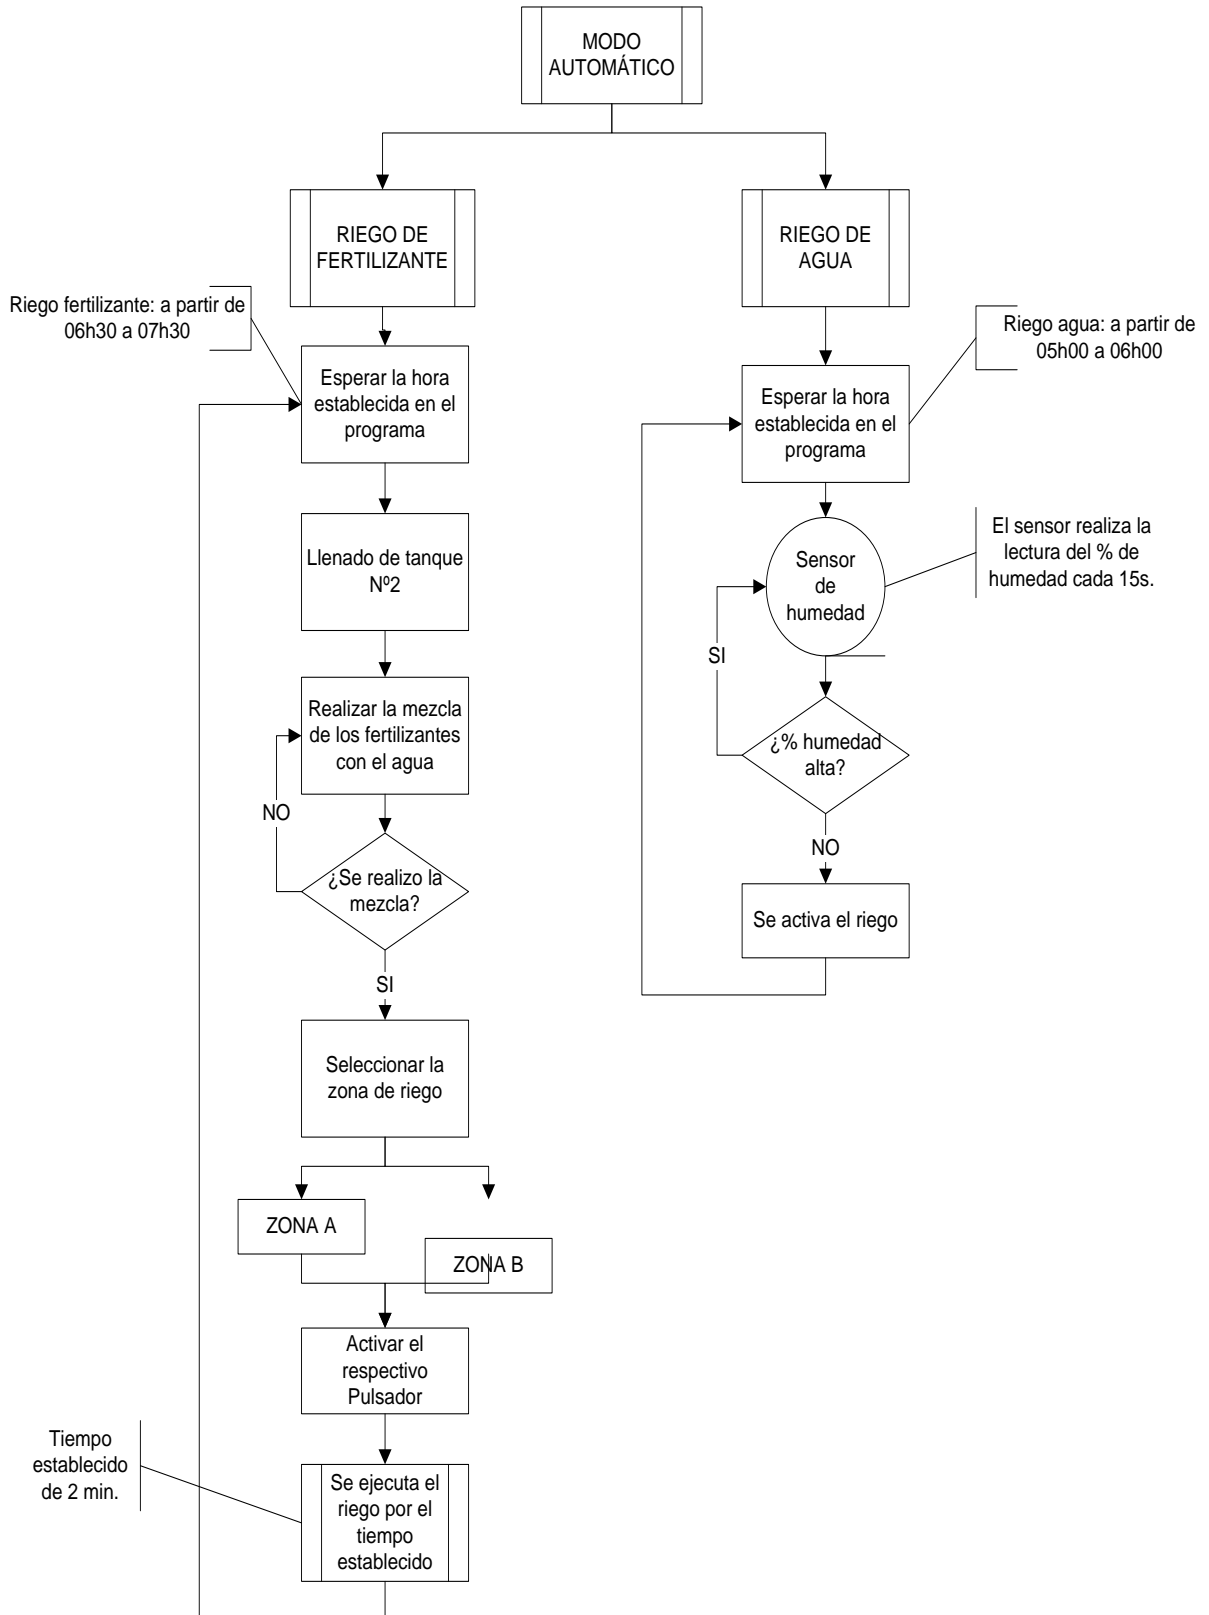 MODO
AUTOMÁTICO
RIEGO DE
FERTILIZANTE
RIEGO DE
AGUA
Riego fertilizante: a partir de
06h30 a 07h30
Riego agua: a partir de
05h00 a 06h00
Esperar la hora
establecida en el
programa
Esperar la hora
establecida en el
programa
Llenado de tanque
Nº2
Sensor
de
humedad
El sensor realiza la
lectura del % de
humedad cada 15s.
SI
Realizar la mezcla
de los fertilizantes
con el agua
¿% humedad
alta?
NO
NO
¿Se realizo la
mezcla?
Se activa el riego
SI
Seleccionar la
zona de riego
ZONA A
ZONA B
Activar el
respectivo
Pulsador
Tiempo
establecido
de 2 min.
Se ejecuta el
riego por el
tiempo
establecido